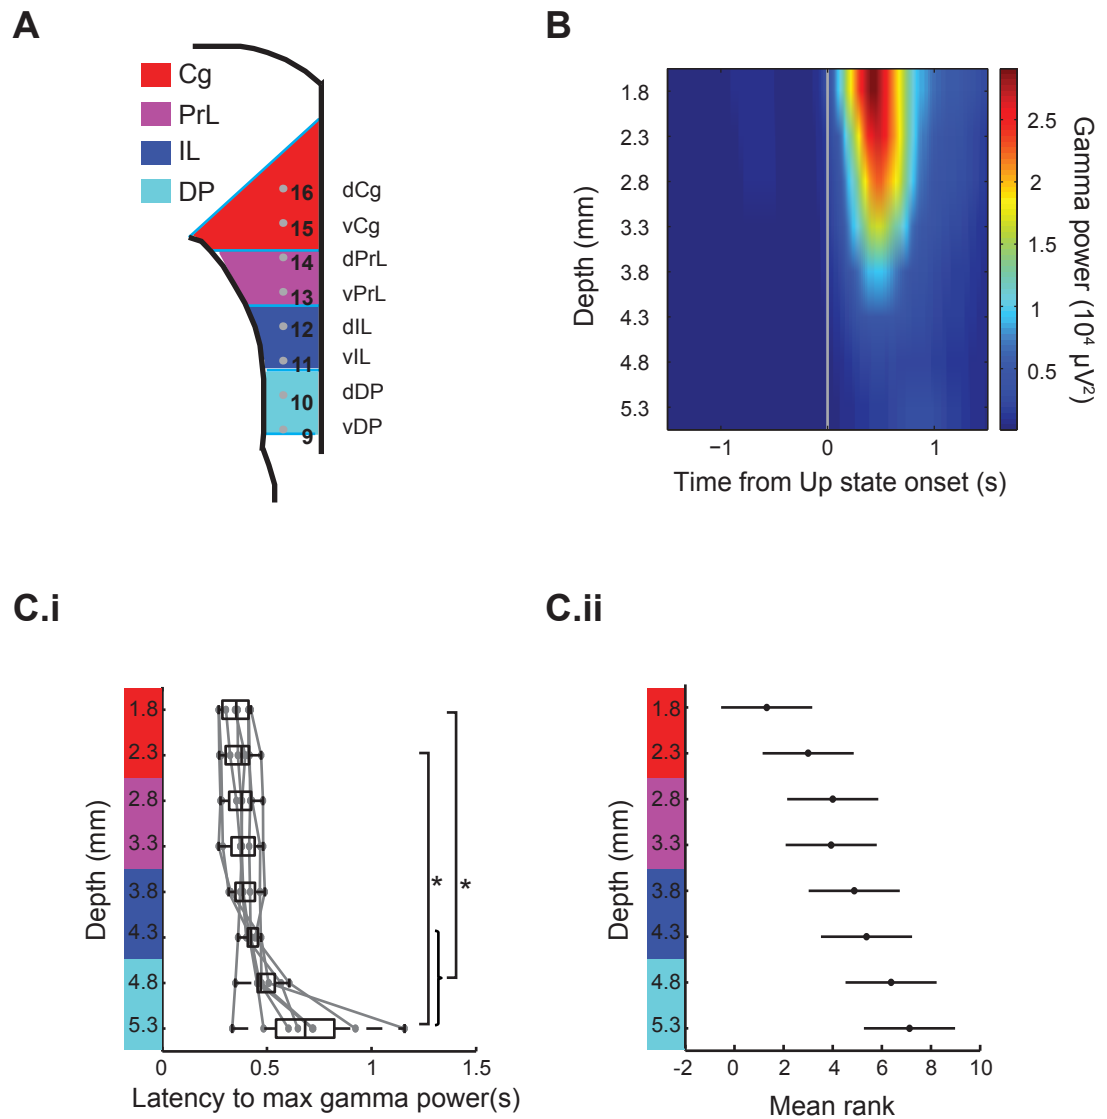 A
Cg
PrL
IL
DP
16 dCg
15 vCg
14 dPrL
13 vPrL
12 dIL
11 vIL
10 dDP
9 vDP
B
Depth (mm)
1.8
2.3
2.8
3.3
3.8
4.3
4.8
5.3
−1 0 1
Time from Up state onset (s)
2.5
2
1.5
1
0.5
Gamma power (10⁴ µV²)
C.i
Depth (mm)
1.8
2.3
2.8
3.3
3.8
4.3
4.8
5.3
* *
0 0.5 1 1.5
Latency to max gamma power(s)
C.ii
Depth (mm)
1.8
2.3
2.8
3.3
3.8
4.3
4.8
5.3
-2 0 2 4 6 8 10
Mean rank